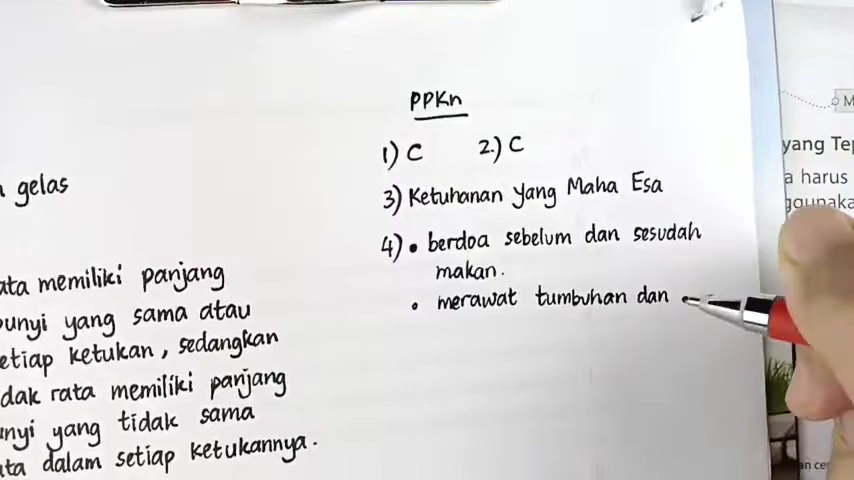 gelas
memiliki panjang
yang sama atau
ketukan, sedangkan
rata memiliki panjang
yang tidak sama
dalam setiap ketukannya.
PPKn
1) C 2.) C
3) Ketuhanan yang Maha Esa
4) • berdoa sebelum dan sesudah
makan.
• merawat tumbuhan dan
M
yang Te
a harus